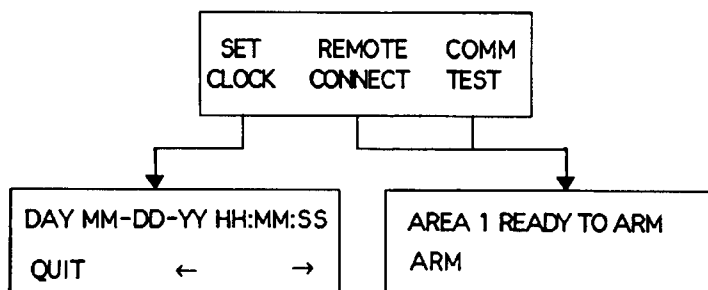 SET REMOTE COMM
CLOCK CONNECT TEST
DAY MM-DD-YY HH:MM:SS
QUIT ← →
AREA 1 READY TO ARM
ARM